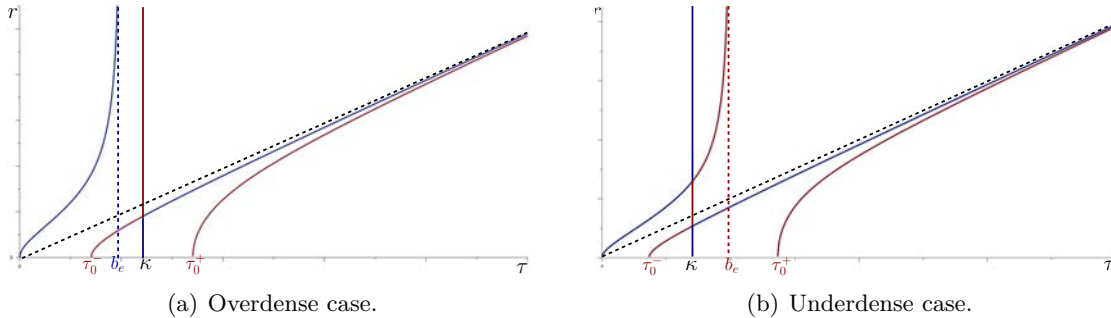 r
τ₀⁻ bₑ κ τ₀⁺ τ
(a) Overdense case.
r
τ₀⁻ κ bₑ τ₀⁺ τ
(b) Underdense case.